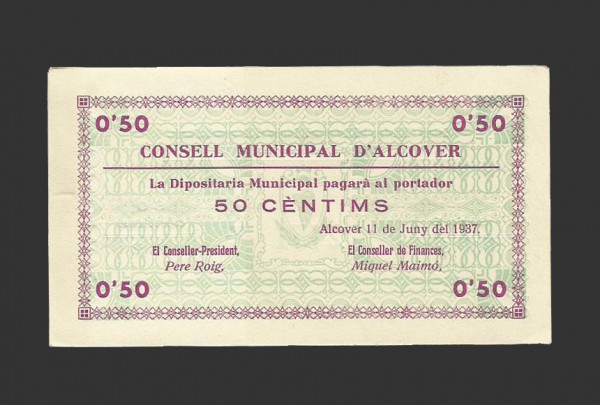 0'50 0'50
CONSELL MUNICIPAL D'ALCOVER
La Dipositaria Municipal pagarà al portador
50 CÈNTIMS
Alcover 11 de Juny del 1937.
El Conseller-President, El Conseller de Finances,
Pere Roig, Miquel Maimó,
0'50 0'50